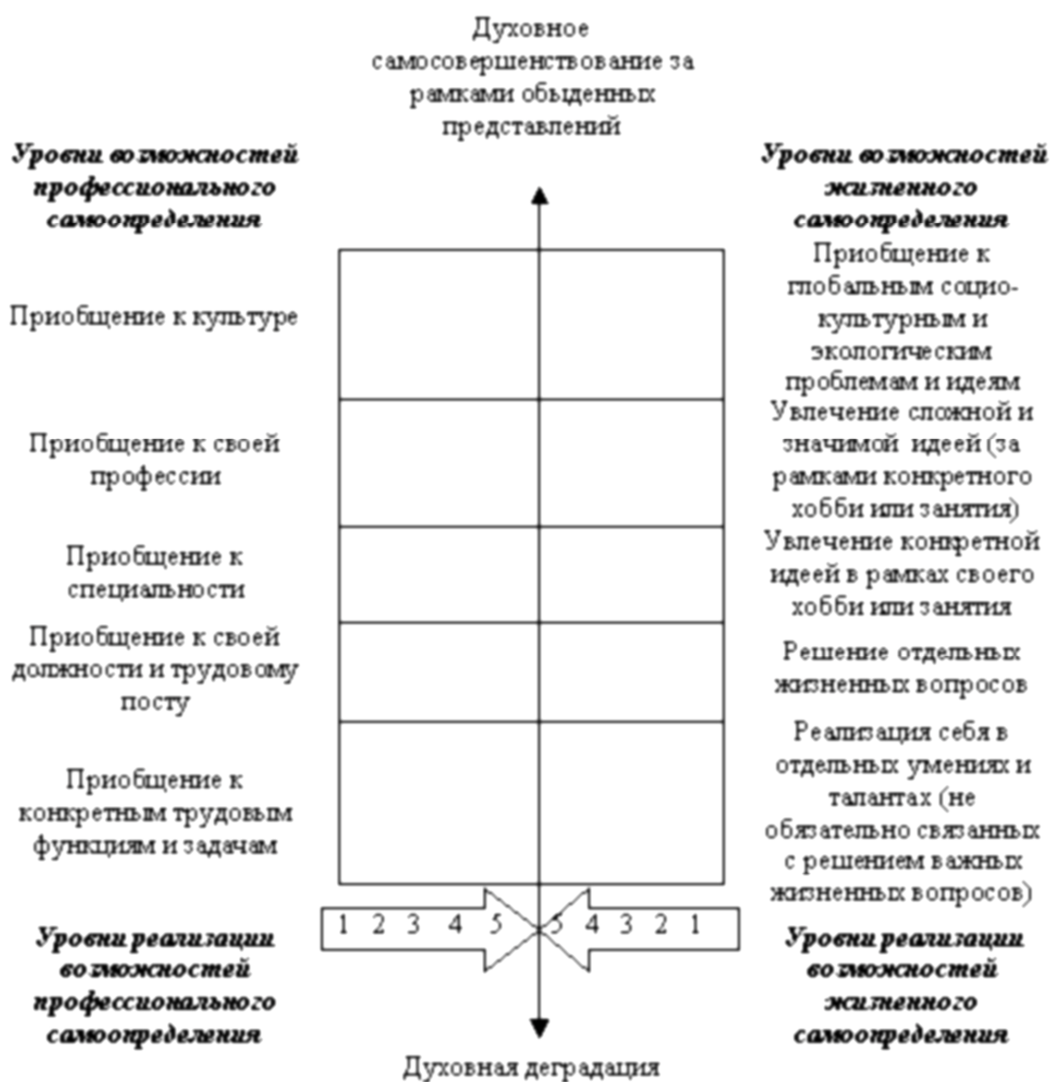 Духовное
самосовершенствование за
рамками обыденных
представлений
Уровни возможностей
профессионального
самоопределения
Уровни возможностей
жизненного
самоопределения
Приобщение к культуре
Приобщение к
глобальным социо-
культурным и
экологическим
проблемам и идеям
Приобщение к своей
профессии
Увлечение сложной и
значимой идеей (за
рамками конкретного
хобби или занятия)
Приобщение к
специальности
Увлечение конкретной
идеей в рамках своего
хобби или занятия
Приобщение к своей
должности и трудовому
посту
Решение отдельных
жизненных вопросов
Приобщение к
конкретным трудовым
функциям и задачам
Реализация себя в
отдельных умениях и
талантах (не
обязательно связанных
с решением важных
жизненных вопросов)
1 2 3 4 5 5 4 3 2 1
Уровни реализации
возможностей
профессионального
самоопределения
Уровни реализации
возможностей
жизненного
самоопределения
Духовная деградация